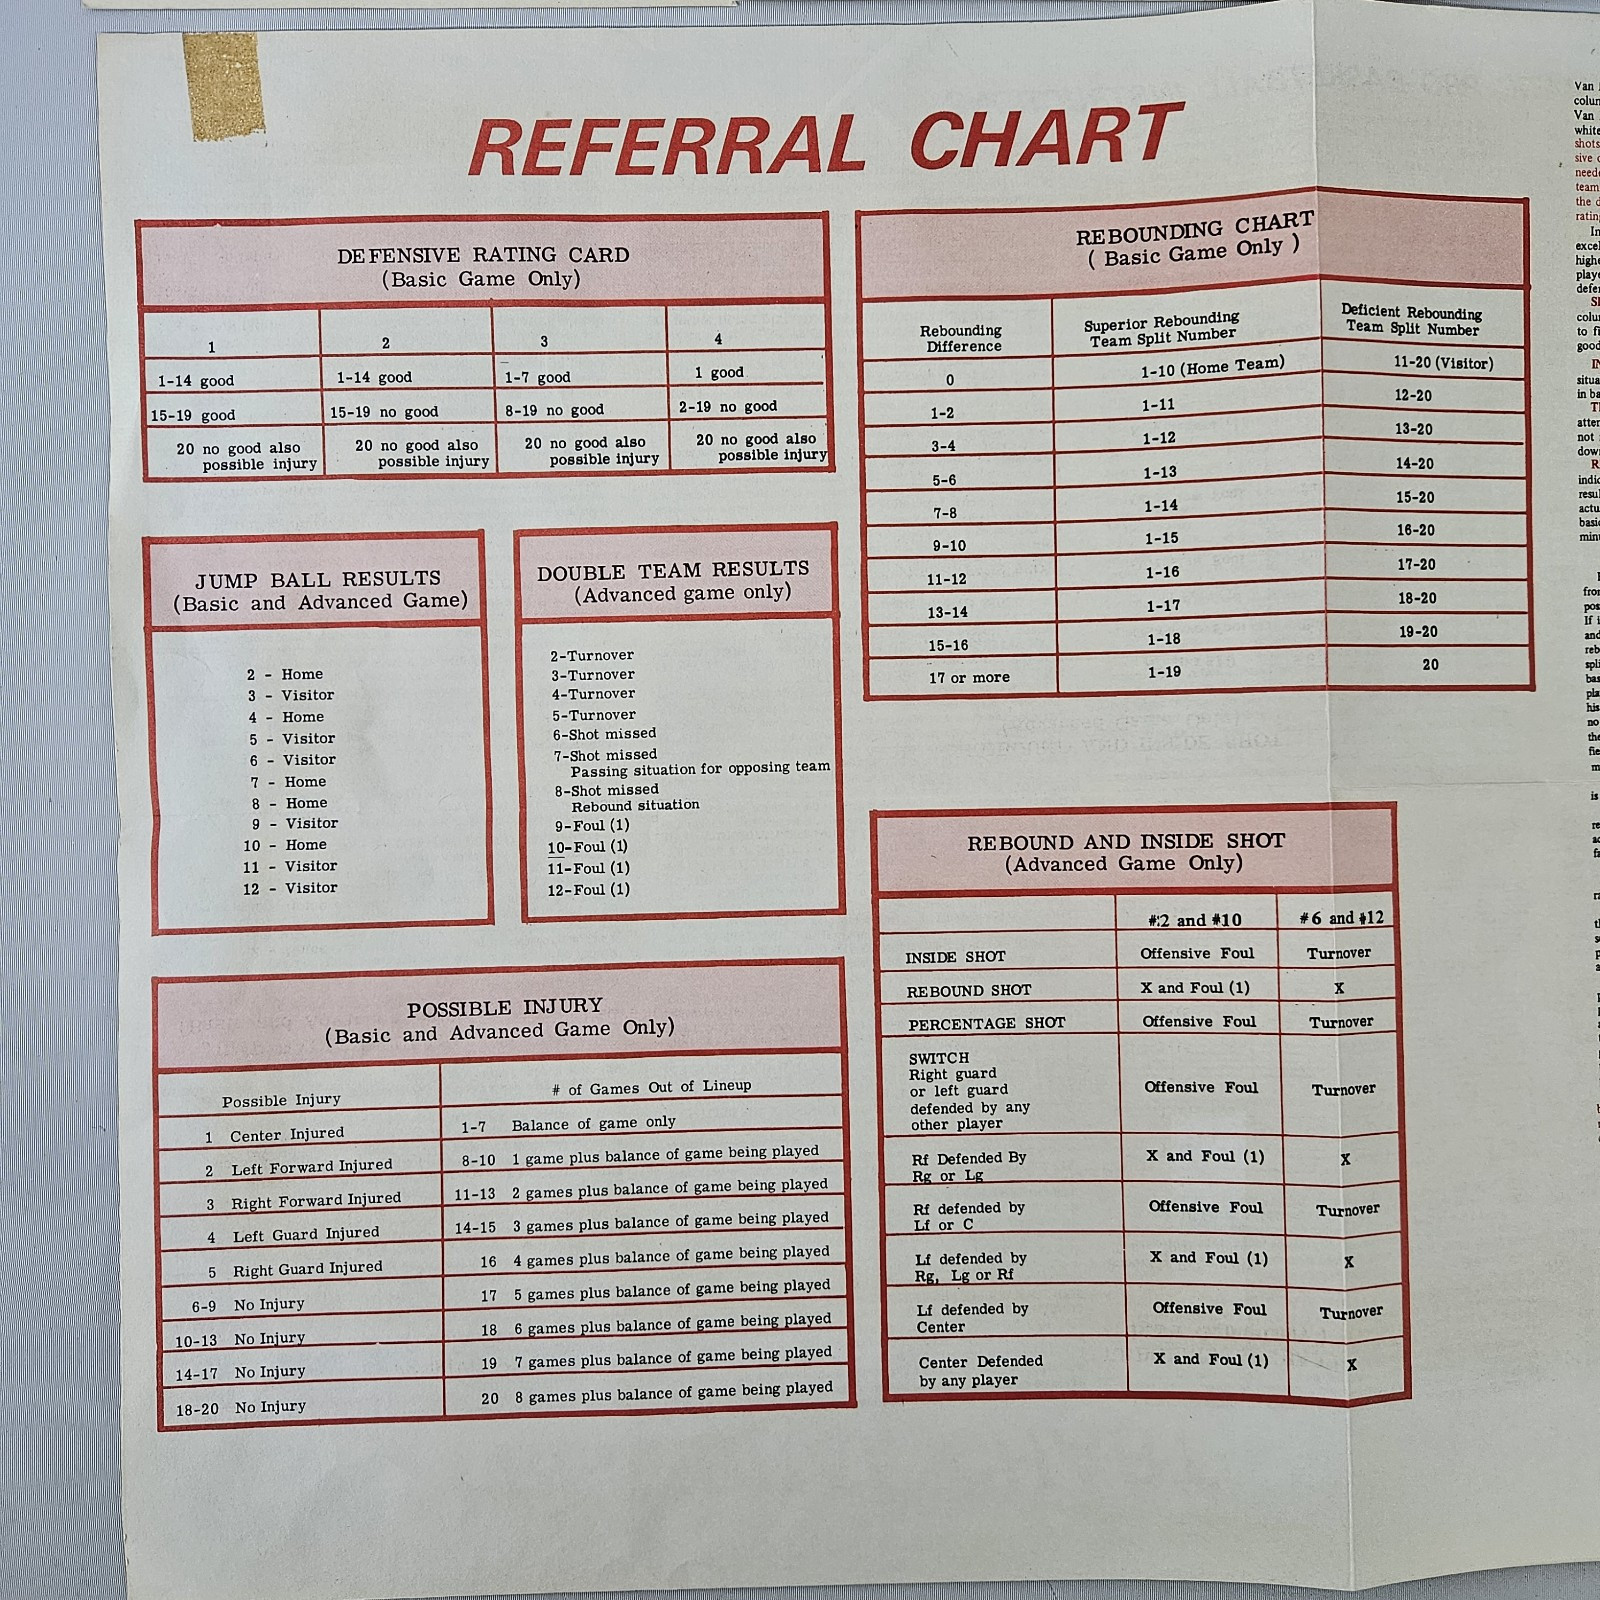 REFERRAL CHART
DEFENSIVE RATING CARD
(Basic Game Only)
1 2 3 4
1-14 good 1-14 good 1-7 good 1 good
15-19 good 15-19 no good 8-19 no good 2-19 no good
20 no good also 20 no good also 20 no good also 20 no good also
possible injury possible injury possible injury possible injury
REBOUNDING CHART
( Basic Game Only )
Rebounding Superior Rebounding Deficient Rebounding
Difference Team Split Number Team Split Number
0 1-10 (Home Team) 11-20 (Visitor)
1-2 1-11 12-20
3-4 1-12 13-20
5-6 1-13 14-20
7-8 1-14 15-20
9-10 1-15 16-20
11-12 1-16 17-20
13-14 1-17 18-20
15-16 1-18 19-20
17 or more 1-19 20
JUMP BALL RESULTS
(Basic and Advanced Game)
2 - Home
3 - Visitor
4 - Home
5 - Visitor
6 - Visitor
7 - Home
8 - Home
9 - Visitor
10 - Home
11 - Visitor
12 - Visitor
DOUBLE TEAM RESULTS
(Advanced game only)
2-Turnover
3-Turnover
4-Turnover
5-Turnover
6-Shot missed
7-Shot missed
Passing situation for opposing team
8-Shot missed
Rebound situation
9-Foul (1)
10-Foul (1)
11-Foul (1)
12-Foul (1)
REBOUND AND INSIDE SHOT
(Advanced Game Only)
#2 and #10 #6 and #12
INSIDE SHOT Offensive Foul Turnover
REBOUND SHOT X and Foul (1) X
PERCENTAGE SHOT Offensive Foul Turnover
SWITCH
Right guard
or left guard Offensive Foul Turnover
defended by any
other player
Rf Defended By X and Foul (1) X
Rg or Lg
Rf defended by Offensive Foul Turnover
Lf or C
Lf defended by X and Foul (1) X
Rg, Lg or Rf
Lf defended by Offensive Foul Turnover
Center
Center Defended X and Foul (1) X
by any player
POSSIBLE INJURY
(Basic and Advanced Game Only)
Possible Injury # of Games Out of Lineup
1 Center Injured 1-7 Balance of game only
2 Left Forward Injured 8-10 1 game plus balance of game being played
3 Right Forward Injured 11-13 2 games plus balance of game being played
4 Left Guard Injured 14-15 3 games plus balance of game being played
5 Right Guard Injured 16 4 games plus balance of game being played
6-9 No Injury 17 5 games plus balance of game being played
10-13 No Injury 18 6 games plus balance of game being played
14-17 No Injury 19 7 games plus balance of game being played
18-20 No Injury 20 8 games plus balance of game being played